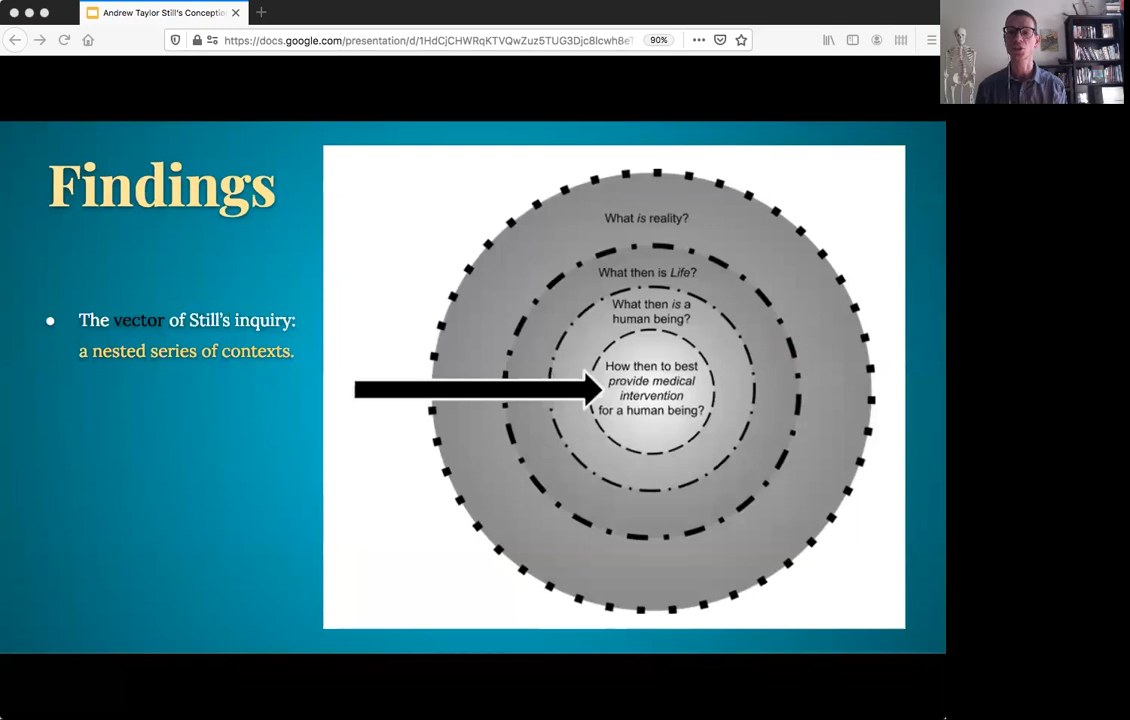 Andrew Taylor Still's Conceptio
https://docs.google.com/presentation/d/1HdCjCHWRqKTVQwZuz5TUG3Djc8lcwh8eT
90%
Findings
● The vector of Still's inquiry:
a nested series of contexts.
What is reality?
What then is Life?
What then is a
human being?
How then to best
provide medical
intervention
for a human being?